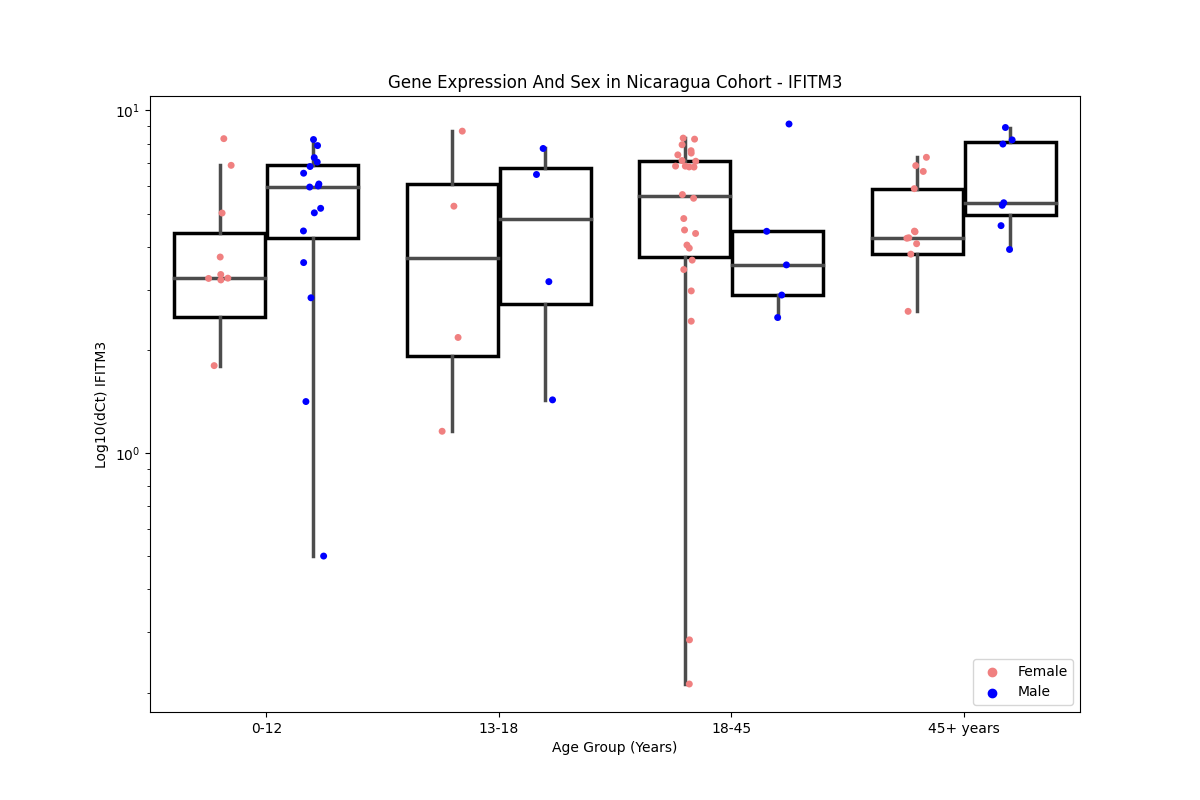 Gene Expression And Sex in Nicaragua Cohort - IFITM3
10¹
10⁰
Log10(dCt) IFITM3
0-12
13-18
18-45
45+ years
Age Group (Years)
Female
Male